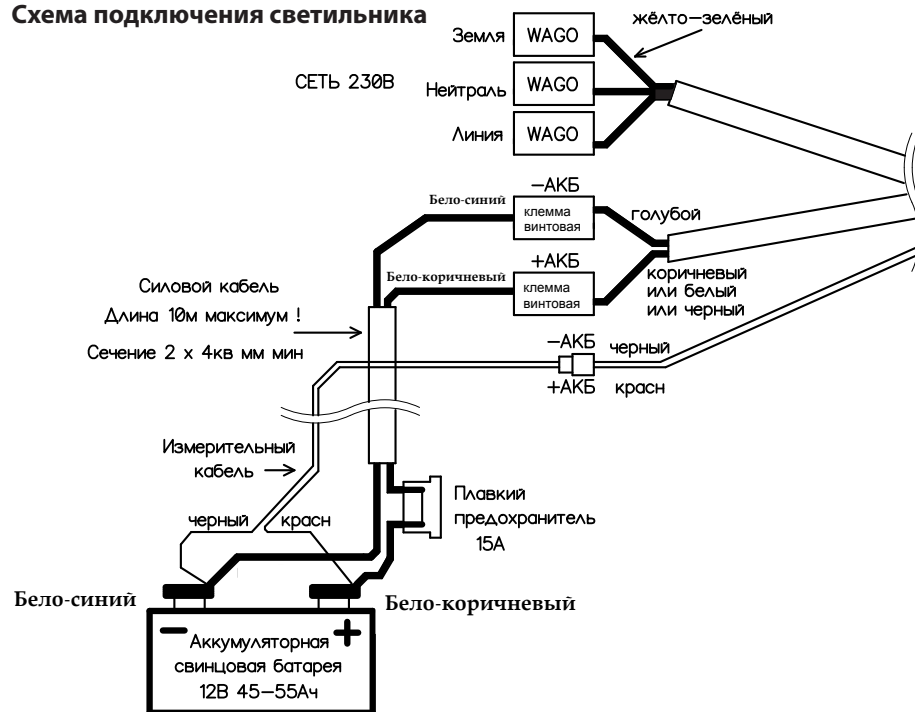 Схема подключения светильника
жёлто-зелёный
Земля WAGO
СЕТЬ 230В
Нейтраль WAGO
Линия WAGO
-АКБ
Бело-синий
клемма
винтовая
голубой
+АКБ
Бело-коричневый
клемма
винтовая
коричневый
или белый
или черный
Силовой кабель
Длина 10м максимум !
Сечение 2 х 4кв мм мин
-АКБ черный
+АКБ красн
Измерительный
кабель
Плавкий
предохранитель
15А
черный красн
Бело-синий
Бело-коричневый
− +
Аккумуляторная
свинцовая батарея
12В 45-55Ач